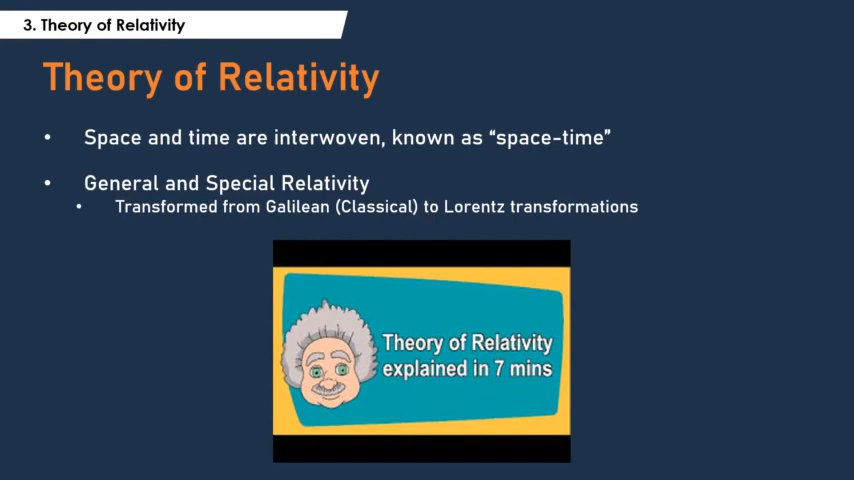 3. Theory of Relativity
Theory of Relativity
• Space and time are interwoven, known as “space-time”
• General and Special Relativity
• Transformed from Galilean (Classical) to Lorentz transformations
Theory of Relativity
explained in 7 mins